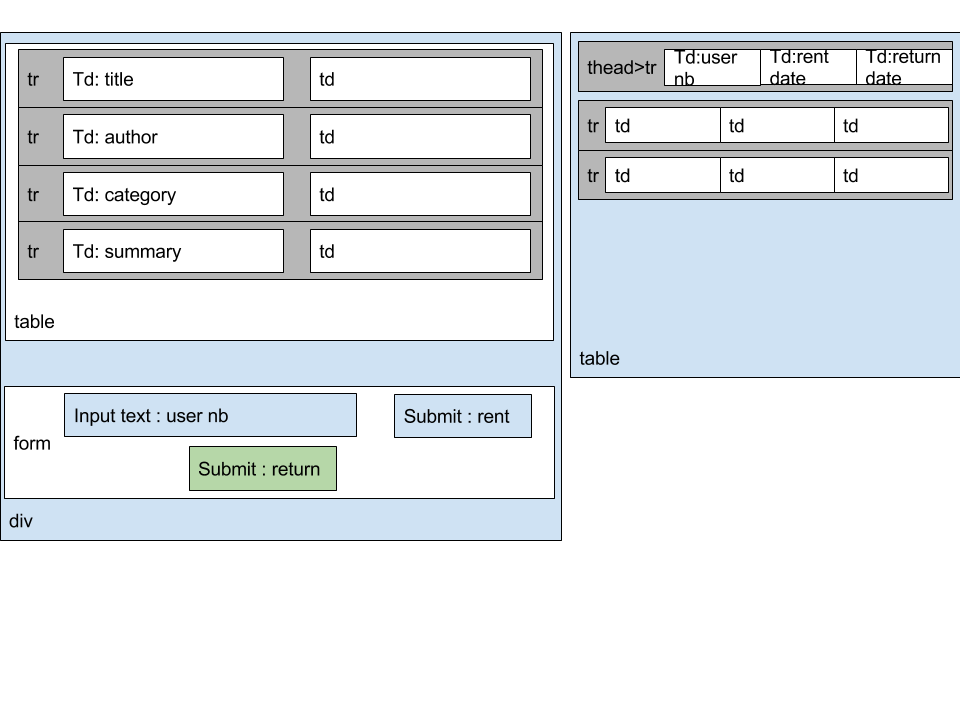 tr Td: title td
tr Td: author td
tr Td: category td
tr Td: summary td
table
form Input text : user nb Submit : rent
Submit : return
div
thead>tr Td:user nb Td:rent date Td:return date
tr td td td
tr td td td
table